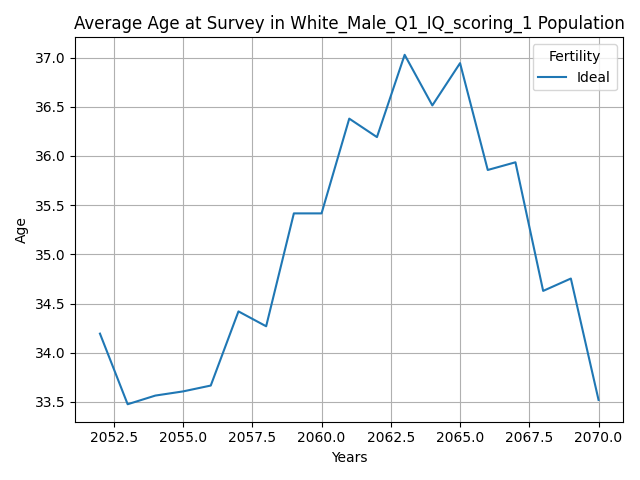 Average Age at Survey in White_Male_Q1_IQ_scoring_1 Population
Fertility
Ideal
37.0
36.5
36.0
35.5
35.0
34.5
34.0
33.5
Age
2052.5 2055.0 2057.5 2060.0 2062.5 2065.0 2067.5 2070.0
Years